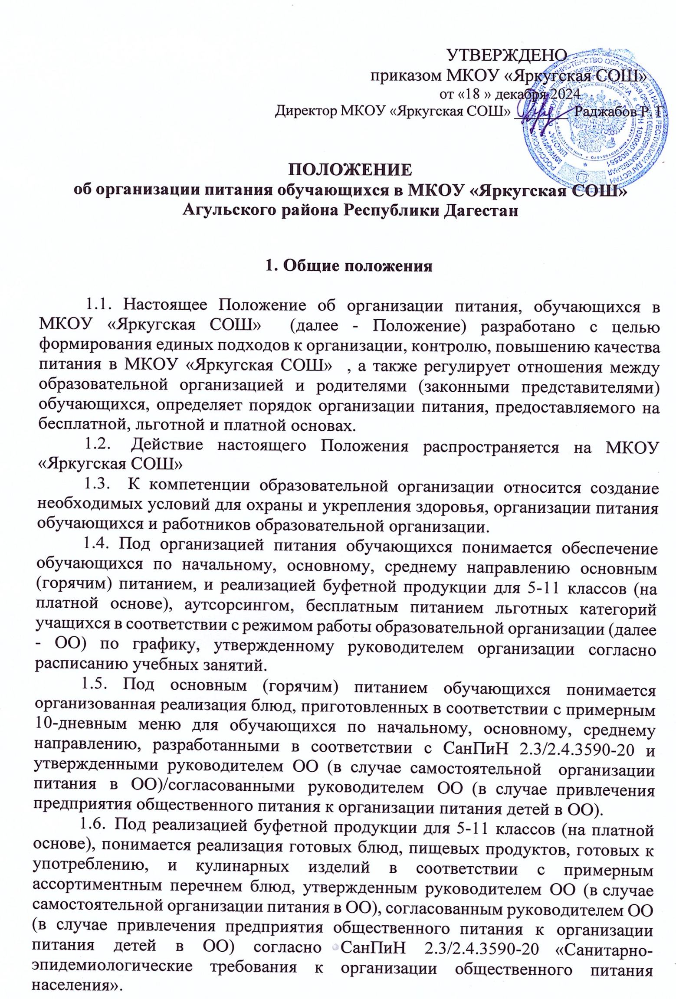 УТВЕРЖДЕНО
приказом МКОУ «Яркугская СОШ»
от «18 » декабря 2024
Директор МКОУ «Яркугская СОШ» _______ Раджабов Р. Г.
ПОЛОЖЕНИЕ
об организации питания обучающихся в МКОУ «Яркугская СОШ»
Агульского района Республики Дагестан
1. Общие положения
1.1. Настоящее Положение об организации питания, обучающихся в
МКОУ «Яркугская СОШ» (далее - Положение) разработано с целью
формирования единых подходов к организации, контролю, повышению качества
питания в МКОУ «Яркугская СОШ» , а также регулирует отношения между
образовательной организацией и родителями (законными представителями)
обучающихся, определяет порядок организации питания, предоставляемого на
бесплатной, льготной и платной основах.
1.2. Действие настоящего Положения распространяется на МКОУ
«Яркугская СОШ»
1.3. К компетенции образовательной организации относится создание
необходимых условий для охраны и укрепления здоровья, организации питания
обучающихся и работников образовательной организации.
1.4. Под организацией питания обучающихся понимается обеспечение
обучающихся по начальному, основному, среднему направлению основным
(горячим) питанием, и реализацией буфетной продукции для 5-11 классов (на
платной основе), аутсорсингом, бесплатным питанием льготных категорий
учащихся в соответствии с режимом работы образовательной организации (далее
- ОО) по графику, утвержденному руководителем организации согласно
расписанию учебных занятий.
1.5. Под основным (горячим) питанием обучающихся понимается
организованная реализация блюд, приготовленных в соответствии с примерным
10-дневным меню для обучающихся по начальному, основному, среднему
направлению, разработанными в соответствии с СанПиН 2.3/2.4.3590-20 и
утвержденными руководителем ОО (в случае самостоятельной организации
питания в ОО)/согласованными руководителем ОО (в случае привлечения
предприятия общественного питания к организации питания детей в ОО).
1.6. Под реализацией буфетной продукции для 5-11 классов (на платной
основе), понимается реализация готовых блюд, пищевых продуктов, готовых к
употреблению, и кулинарных изделий в соответствии с примерным
ассортиментным перечнем блюд, утвержденным руководителем ОО (в случае
самостоятельной организации питания в ОО), согласованным руководителем ОО
(в случае привлечения предприятия общественного питания к организации
питания детей в ОО) согласно СанПиН 2.3/2.4.3590-20 «Санитарно-
эпидемиологические требования к организации общественного питания
населения».